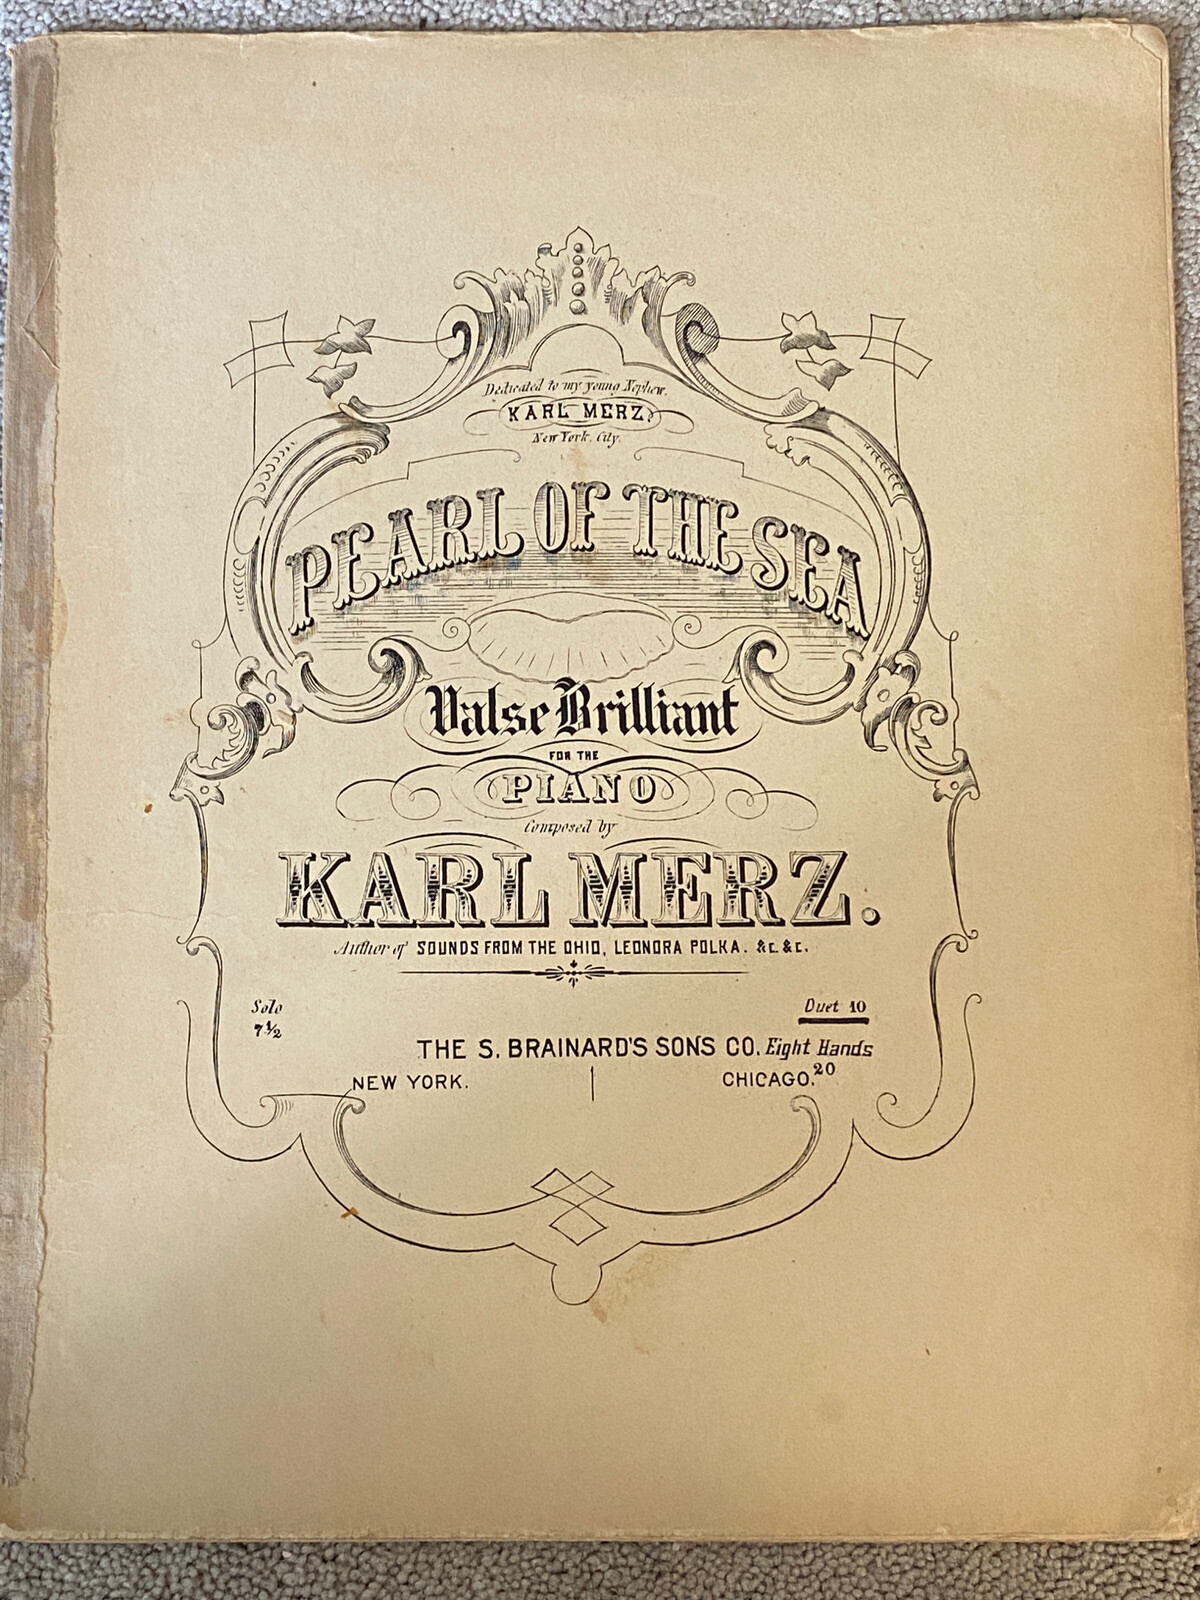 Dedicated to my young Nephew.
KARL MERZ.
New York, City.
PEARL OF THE SEA
Valse Brilliant
FOR THE
PIANO
Composed by
KARL MERZ.
Author of SOUNDS FROM THE OHIO, LEONORA POLKA. &c. &c.
Solo Duet 10
7½
THE S. BRAINARD'S SONS CO. Eight Hands
NEW YORK. CHICAGO. 20